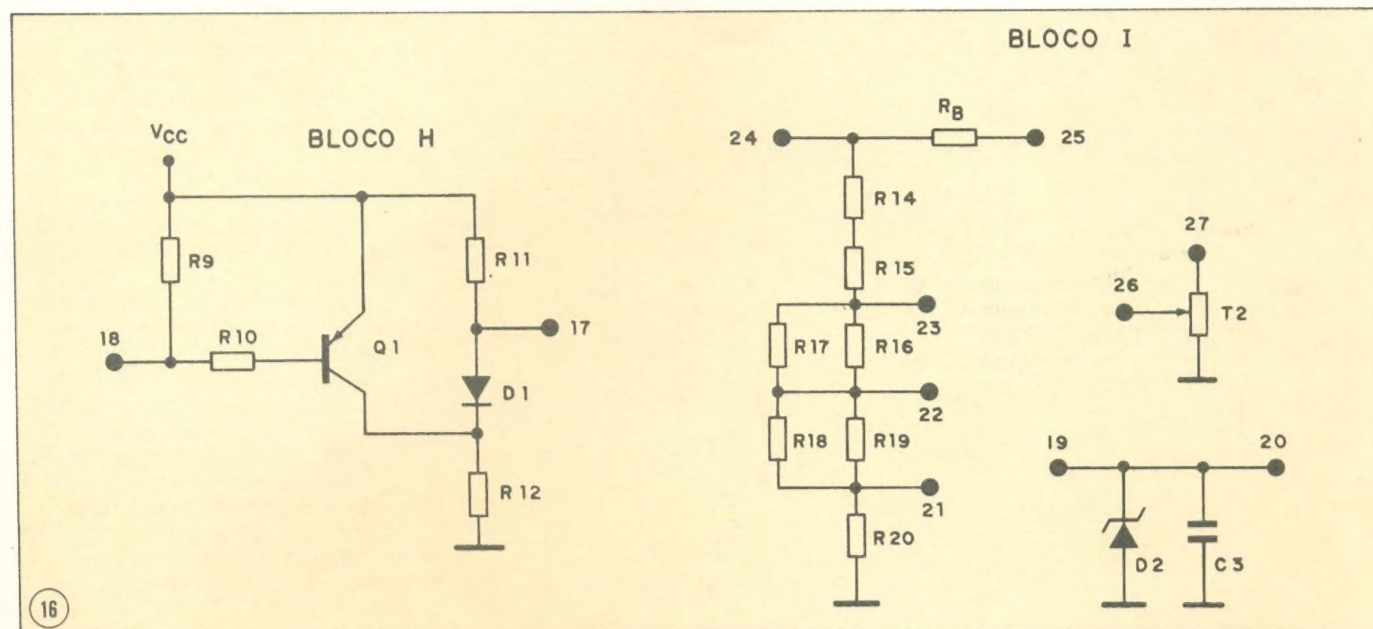 BLOCO H
VCC
R9
R10
R11
18
17
Q1
D1
R12
BLOCO I
24
RB
25
R14
R15
23
R17
R16
22
R18
R19
21
R20
27
26
T2
19
20
D2
C3
16